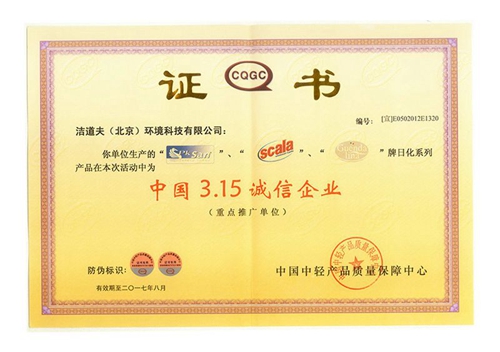 证 CQGC 书
编号: [宣]E0502012E1320
洁道夫（北京）环境科技有限公司：
你单位生产的“ ”、“scala”、“ ”牌日化系列
产品在本次活动中为
中国 3.15 诚信企业
（重点推广单位）
防伪标识：
中国中轻产品质量保障中心
有效期至二〇一七年八月